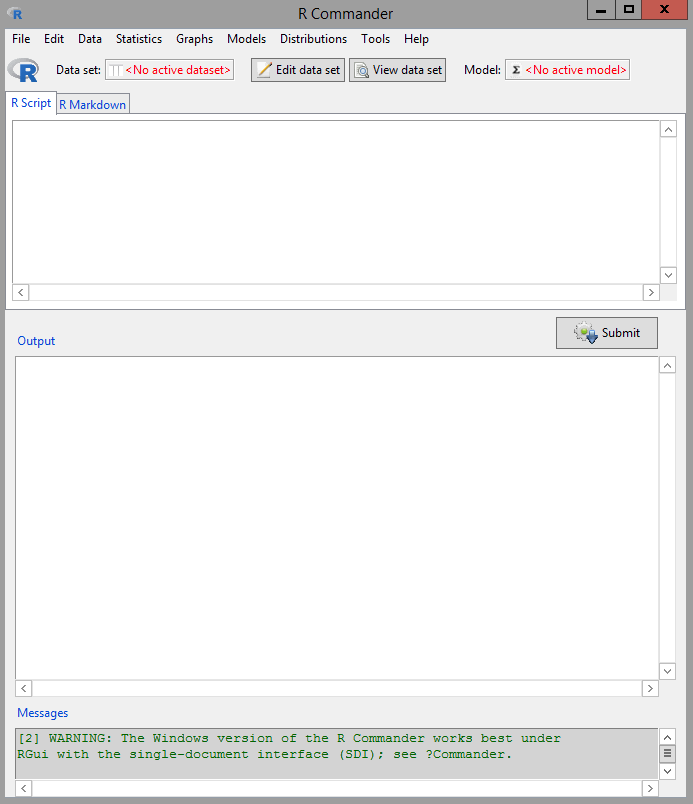 R Commander
File Edit Data Statistics Graphs Models Distributions Tools Help
R Data set: <No active dataset> Edit data set View data set Model: Σ <No active model>
R Script R Markdown
Submit
Output
Messages
[2] WARNING: The Windows version of the R Commander works best under
RGui with the single-document interface (SDI); see ?Commander.